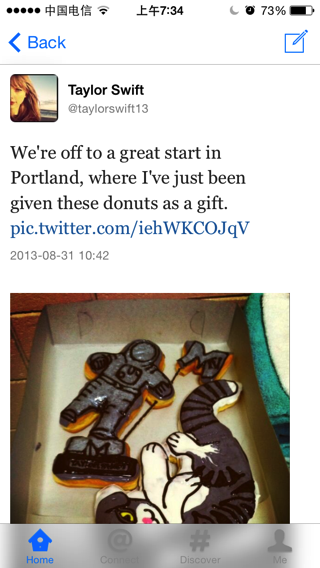 中国电信 上午7:34 73%
Back
Taylor Swift
@taylorswift13
We're off to a great start in
Portland, where I've just been
given these donuts as a gift.
pic.twitter.com/iehWKCOJqV
2013-08-31 10:42
Home Discover Me